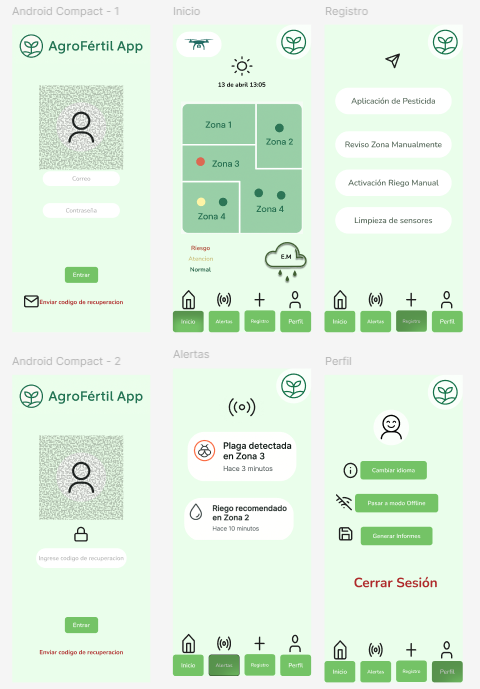 Android Compact - 1
AgroFértil App
Correo
Contraseña
Entrar
Enviar codigo de recuperacion
Inicio
13 de abril 13:05
Zona 1
Zona 2
Zona 3
Zona 4
Zona 4
Riesgo
Atencion
Normal
E.M
Inicio
Alertas
Registro
Perfil
Registro
Aplicación de Pesticida
Reviso Zona Manualmente
Activación Riego Manual
Limpieza de sensores
Inicio
Alertas
Registro
Perfil
Android Compact - 2
AgroFértil App
Ingrese codigo de recuperacion
Entrar
Enviar codigo de recuperacion
Alertas
Plaga detectada
en Zona 3
Hace 3 minutos
Riego recomendado
en Zona 2
Hace 10 minutos
Inicio
Alertas
Registro
Perfil
Perfil
Cambiar idioma
Pasar a modo Offline
Generar Informes
Cerrar Sesión
Inicio
Alertas
Registro
Perfil